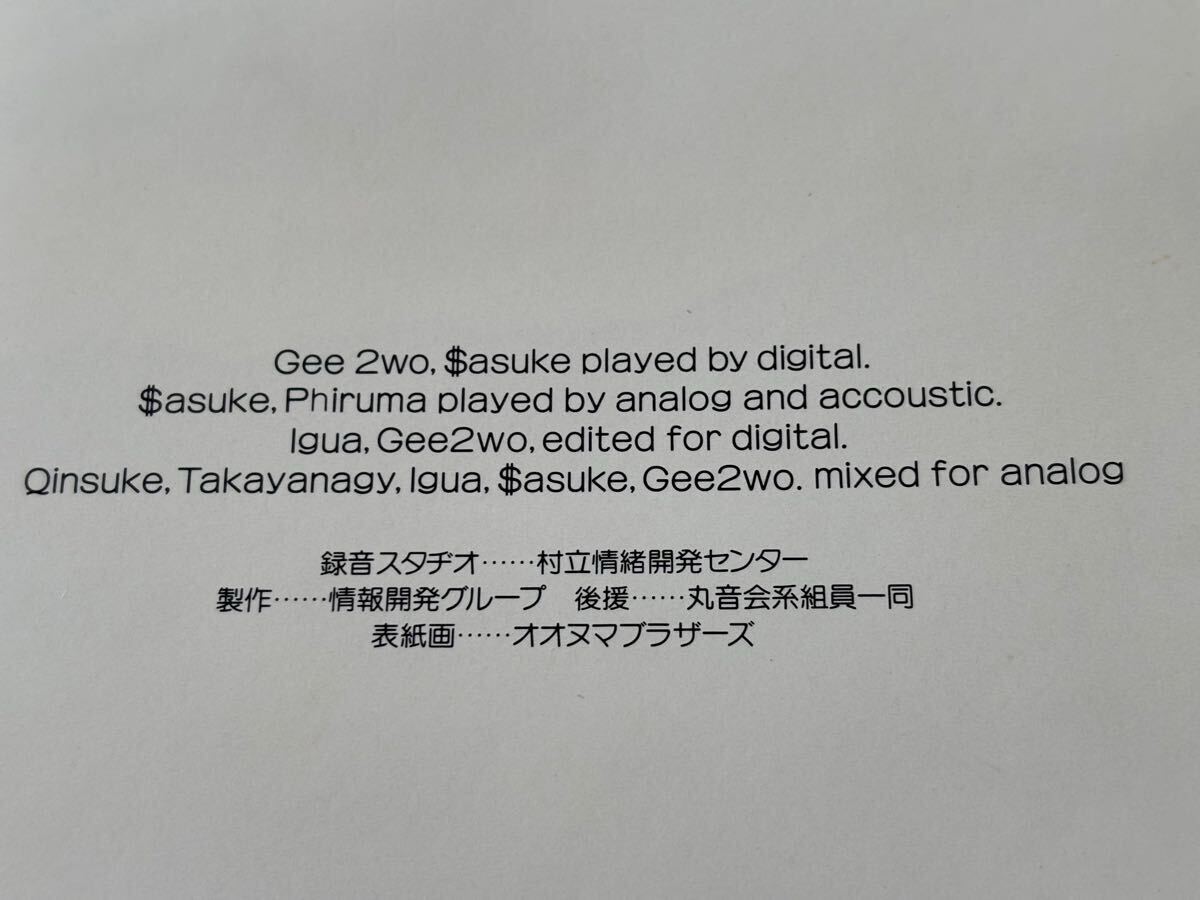 Gee 2wo, $asuke played by digital.
$asuke, Phiruma played by analog and accoustic.
Igua, Gee2wo, edited for digital.
Qinsuke, Takayanagy, Igua, $asuke, Gee2wo. mixed for analog
録音スタヂオ……村立情緒開発センター
製作……情報開発グループ　後援……丸音会系組員一同
表紙画……オオヌマブラザーズ